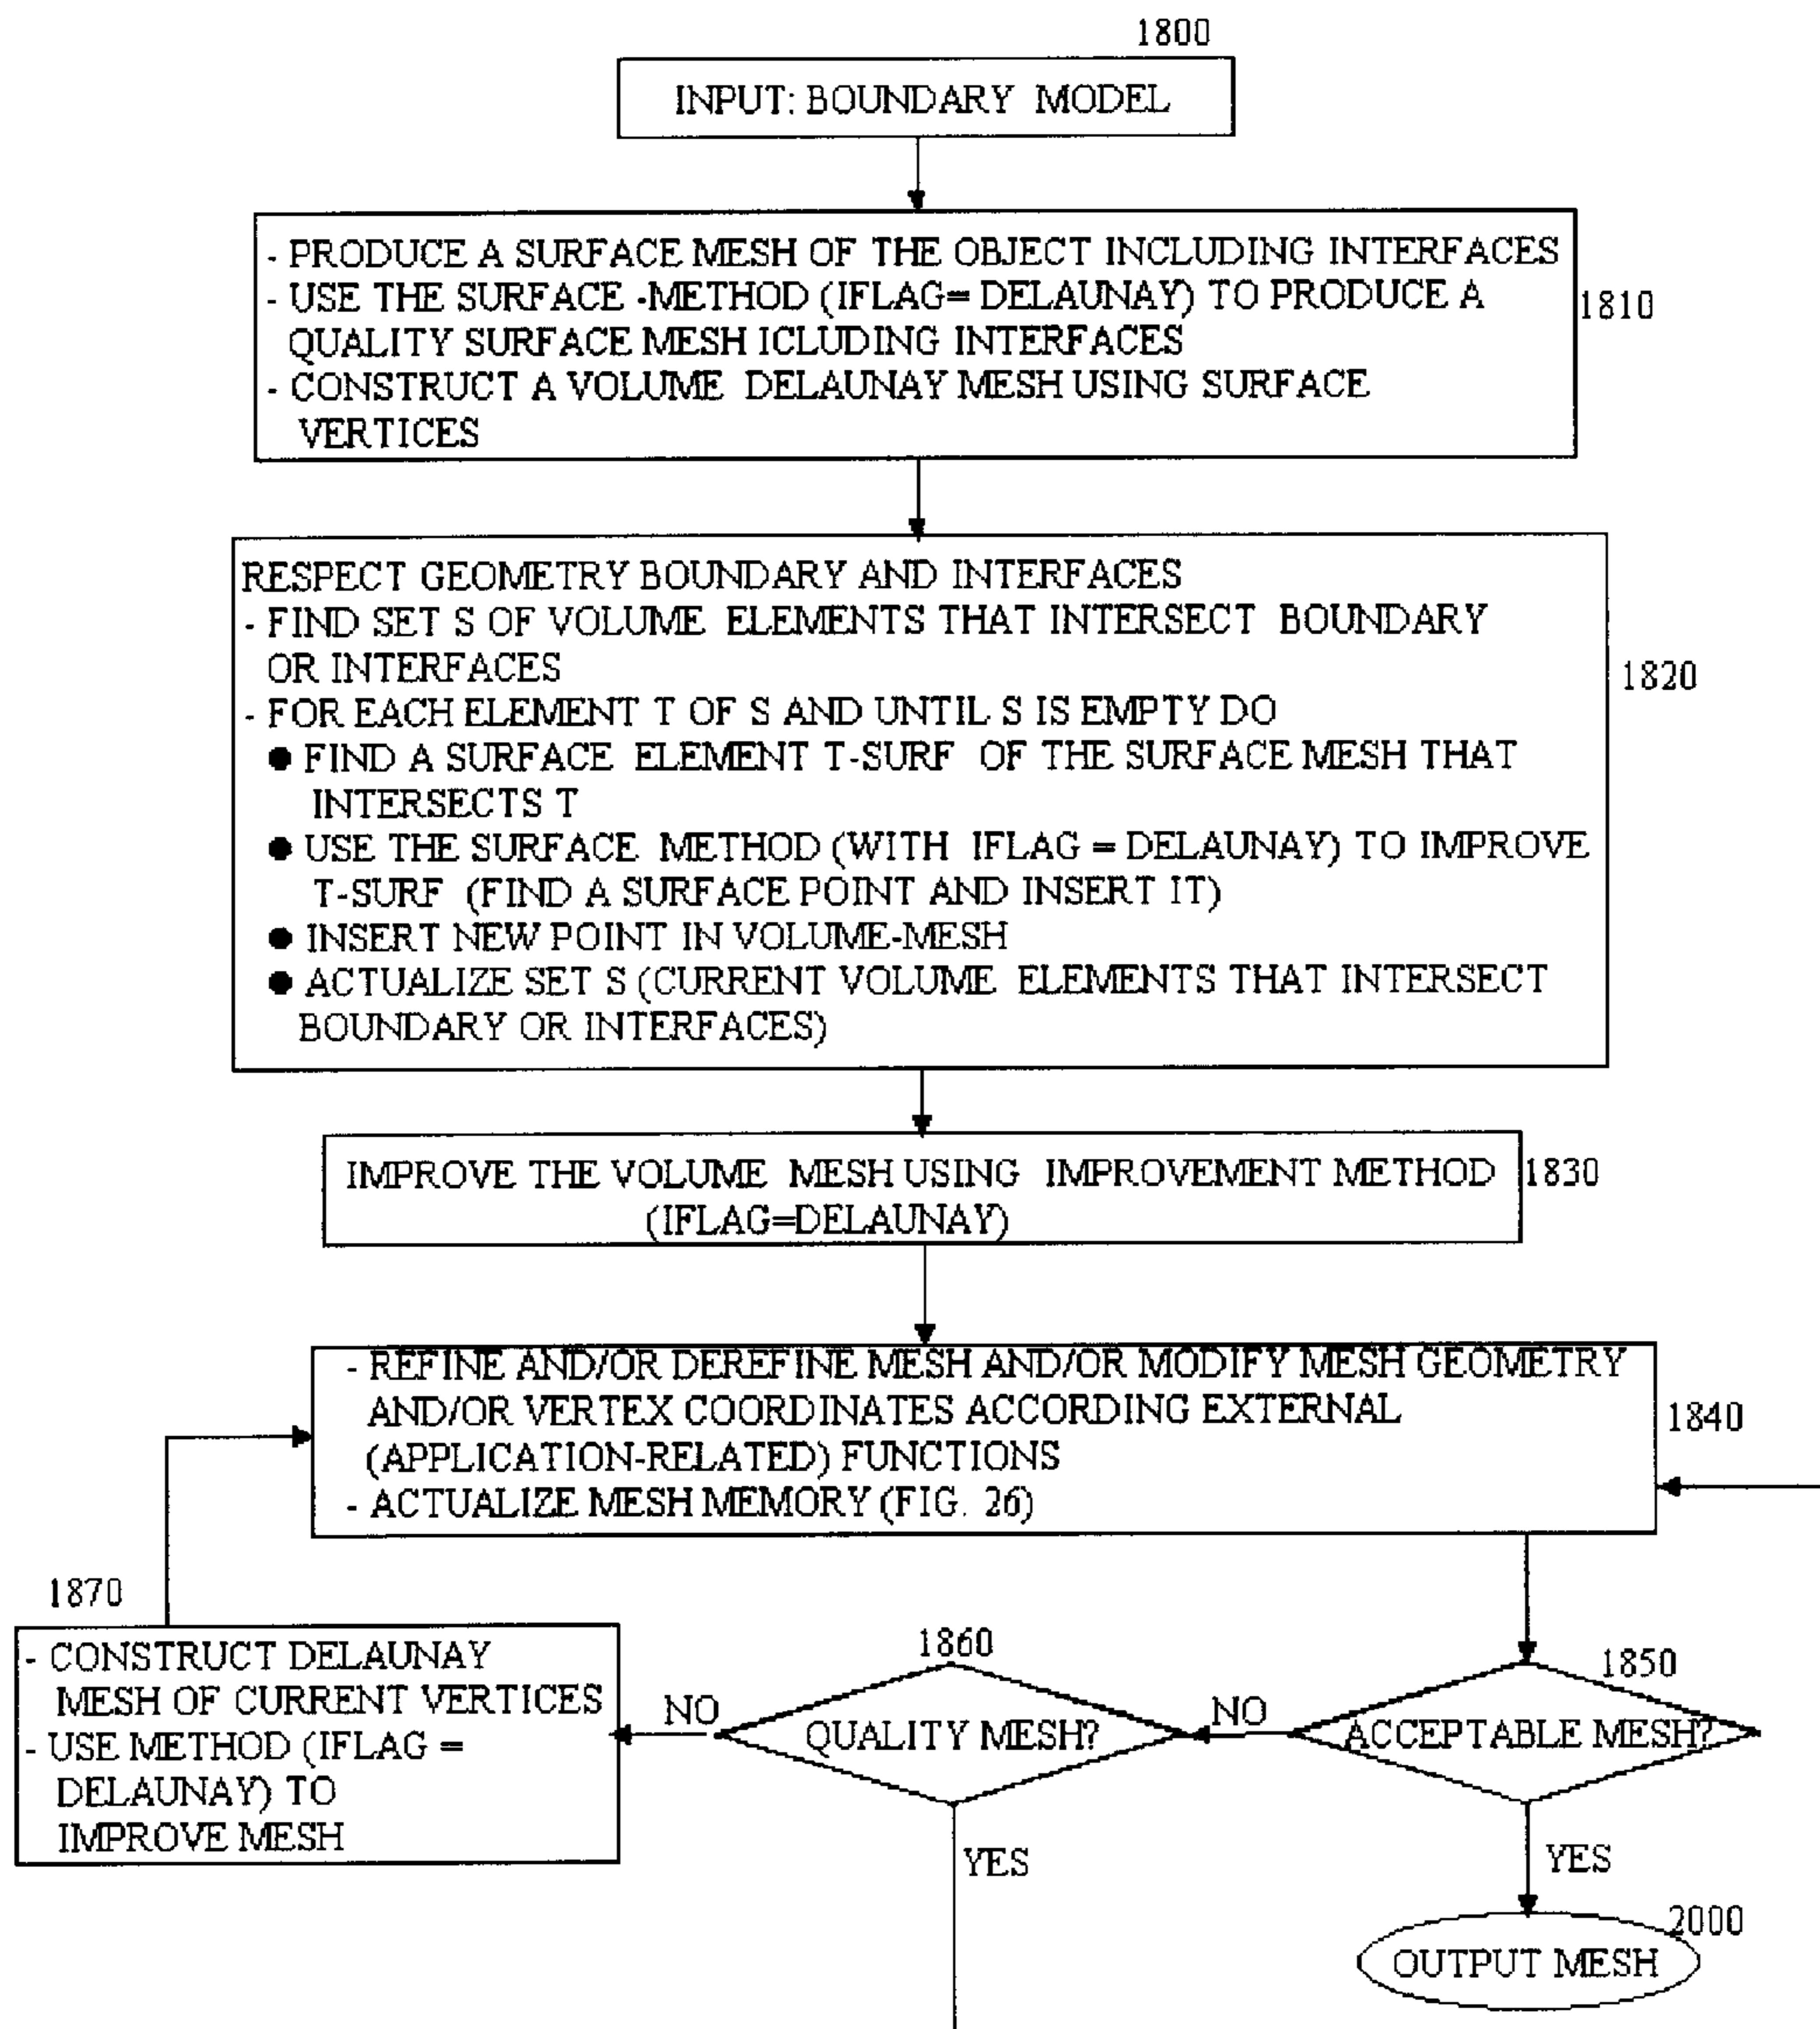 1800
INPUT: BOUNDARY MODEL
- PRODUCE A SURFACE MESH OF THE OBJECT INCLUDING INTERFACES
- USE THE SURFACE -METHOD (IFLAG= DELAUNAY) TO PRODUCE A
QUALITY SURFACE MESH ICLUDING INTERFACES
- CONSTRUCT A VOLUME DELAUNAY MESH USING SURFACE
VERTICES
1810
RESPECT GEOMETRY BOUNDARY AND INTERFACES
- FIND SET S OF VOLUME ELEMENTS THAT INTERSECT BOUNDARY
OR INTERFACES
- FOR EACH ELEMENT T OF S AND UNTIL S IS EMPTY DO
● FIND A SURFACE ELEMENT T-SURF OF THE SURFACE MESH THAT
INTERSECTS T
● USE THE SURFACE METHOD (WITH IFLAG = DELAUNAY) TO IMPROVE
T-SURF (FIND A SURFACE POINT AND INSERT IT)
● INSERT NEW POINT IN VOLUME-MESH
● ACTUALIZE SET S (CURRENT VOLUME ELEMENTS THAT INTERSECT
BOUNDARY OR INTERFACES)
1820
IMPROVE THE VOLUME MESH USING IMPROVEMENT METHOD
(IFLAG=DELAUNAY)
1830
- REFINE AND/OR DEREFINE MESH AND/OR MODIFY MESH GEOMETRY
AND/OR VERTEX COORDINATES ACCORDING EXTERNAL
(APPLICATION-RELATED) FUNCTIONS
- ACTUALIZE MESH MEMORY (FIG. 26)
1840
1870
- CONSTRUCT DELAUNAY
MESH OF CURRENT VERTICES
- USE METHOD (IFLAG =
DELAUNAY) TO
IMPROVE MESH
NO
1860
QUALITY MESH?
YES
NO
1850
ACCEPTABLE MESH?
YES
2000
OUTPUT MESH